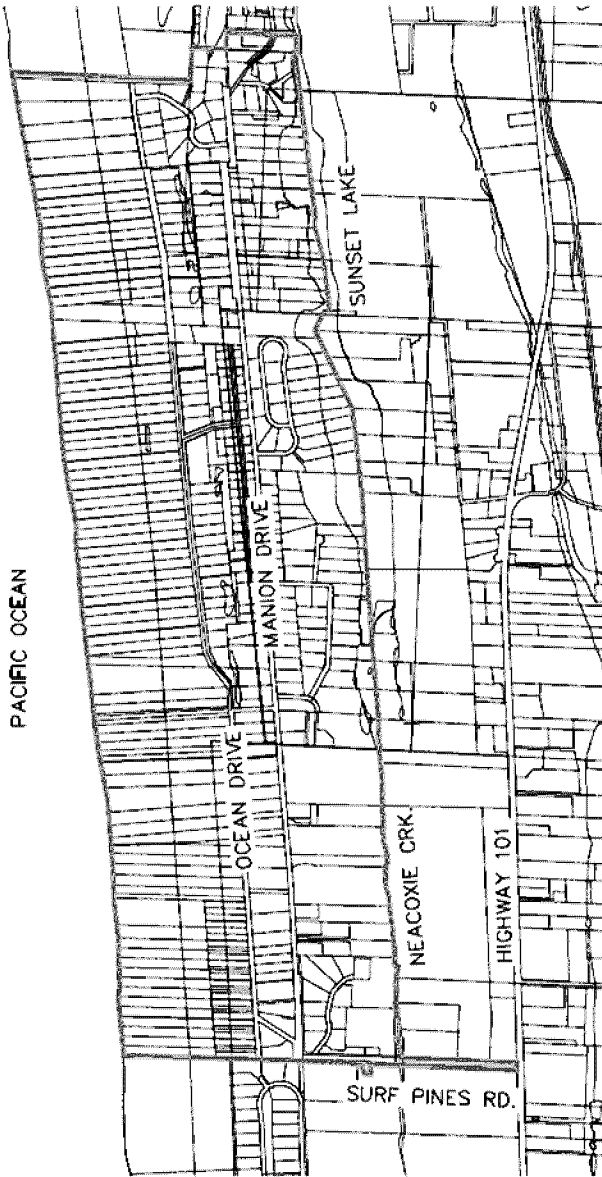 PACIFIC OCEAN
SUNSET LAKE
MANION DRIVE
OCEAN DRIVE
NEACOXIE CRK.
HIGHWAY 101
SURF PINES RD.